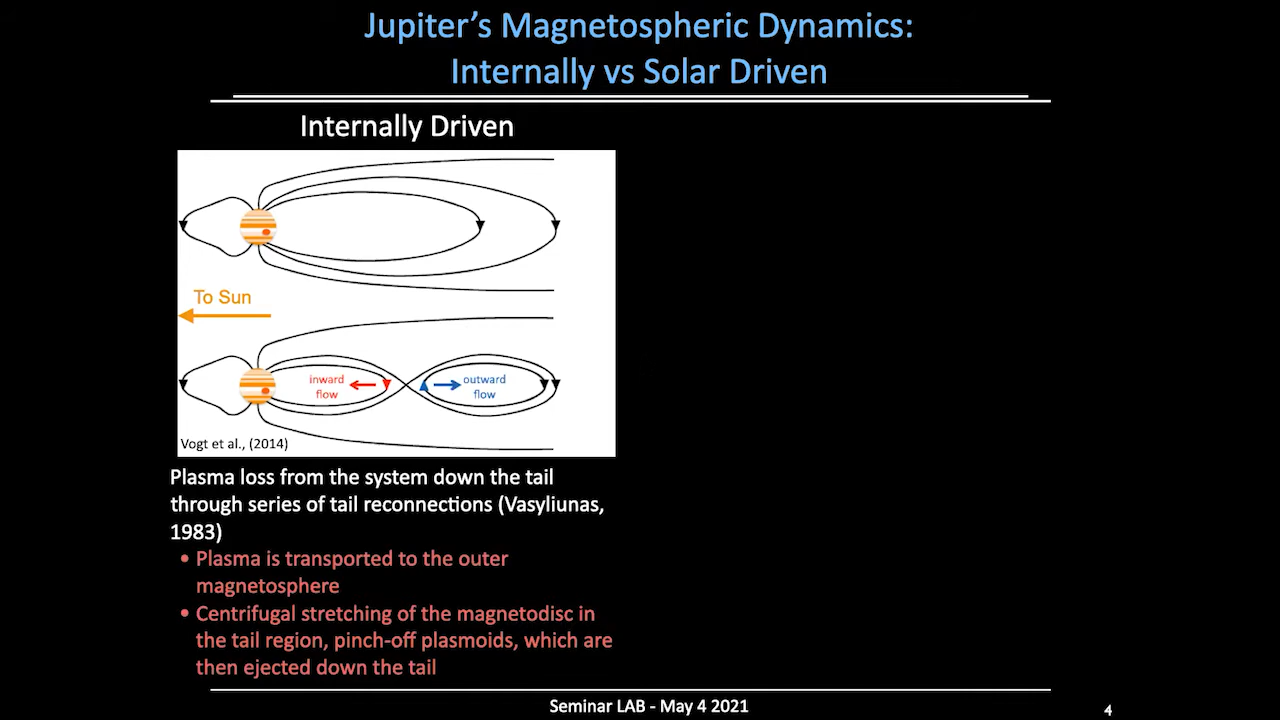 Jupiter’s Magnetospheric Dynamics:
Internally vs Solar Driven
Internally Driven
To Sun
inward
flow
outward
flow
Vogt et al., (2014)
Plasma loss from the system down the tail
through series of tail reconnections (Vasyliunas,
1983)
• Plasma is transported to the outer
magnetosphere
• Centrifugal stretching of the magnetodisc in
the tail region, pinch-off plasmoids, which are
then ejected down the tail
Seminar LAB - May 4 2021
4